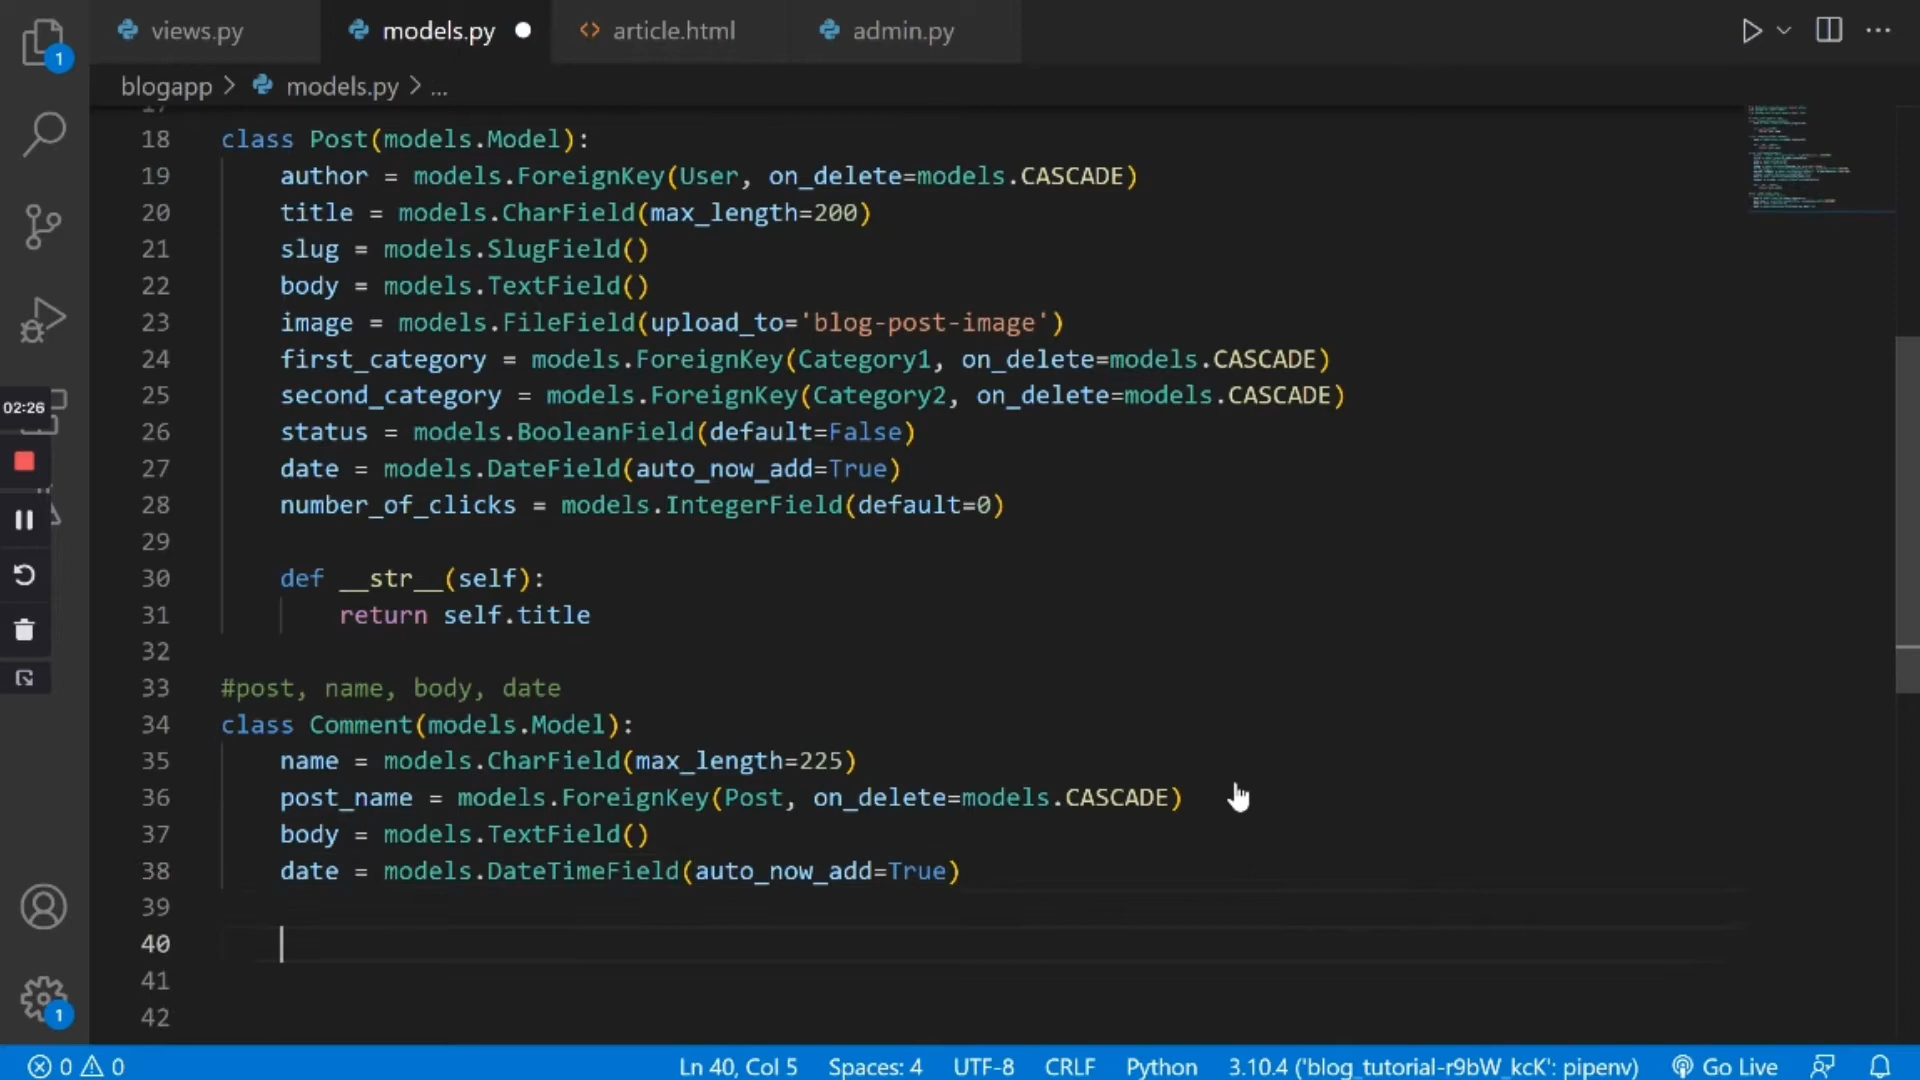 views.py models.py article.html admin.py
1
blogapp > models.py > ...
17
18 class Post(models.Model):
19 author = models.ForeignKey(User, on_delete=models.CASCADE)
20 title = models.CharField(max_length=200)
21 slug = models.SlugField()
22 body = models.TextField()
23 image = models.FileField(upload_to='blog-post-image')
24 first_category = models.ForeignKey(Category1, on_delete=models.CASCADE)
25 second_category = models.ForeignKey(Category2, on_delete=models.CASCADE)
02:26
26 status = models.BooleanField(default=False)
27 date = models.DateField(auto_now_add=True)
28 number_of_clicks = models.IntegerField(default=0)
29
30 def __str__(self):
31 return self.title
32
33 #post, name, body, date
34 class Comment(models.Model):
35 name = models.CharField(max_length=225)
36 post_name = models.ForeignKey(Post, on_delete=models.CASCADE)
37 body = models.TextField()
38 date = models.DateTimeField(auto_now_add=True)
39
40
41
1
42
0 0 Ln 40, Col 5 Spaces: 4 UTF-8 CRLF Python 3.10.4 ('blog_tutorial-r9bW_kcK': pipenv) Go Live